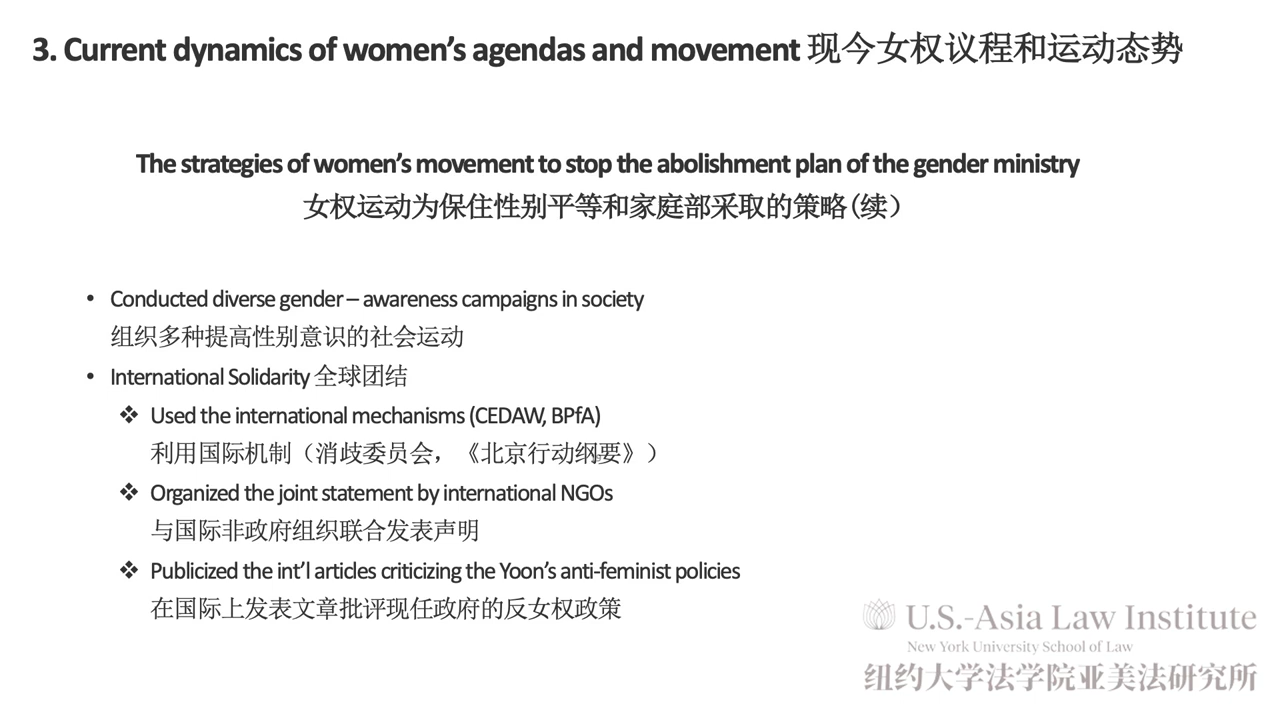 3. Current dynamics of women’s agendas and movement 现今女权议程和运动态势
The strategies of women’s movement to stop the abolishment plan of the gender ministry
女权运动为保住性别平等和家庭部采取的策略(续）
• Conducted diverse gender – awareness campaigns in society
组织多种提高性别意识的社会运动
• International Solidarity 全球团结
❖ Used the international mechanisms (CEDAW, BPfA)
利用国际机制（消歧委员会，《北京行动纲要》）
❖ Organized the joint statement by international NGOs
与国际非政府组织联合发表声明
❖ Publicized the int’l articles criticizing the Yoon’s anti-feminist policies
在国际上发表文章批评现任政府的反女权政策
U.S.-Asia Law Institute
New York University School of Law
纽约大学法学院亚美法研究所